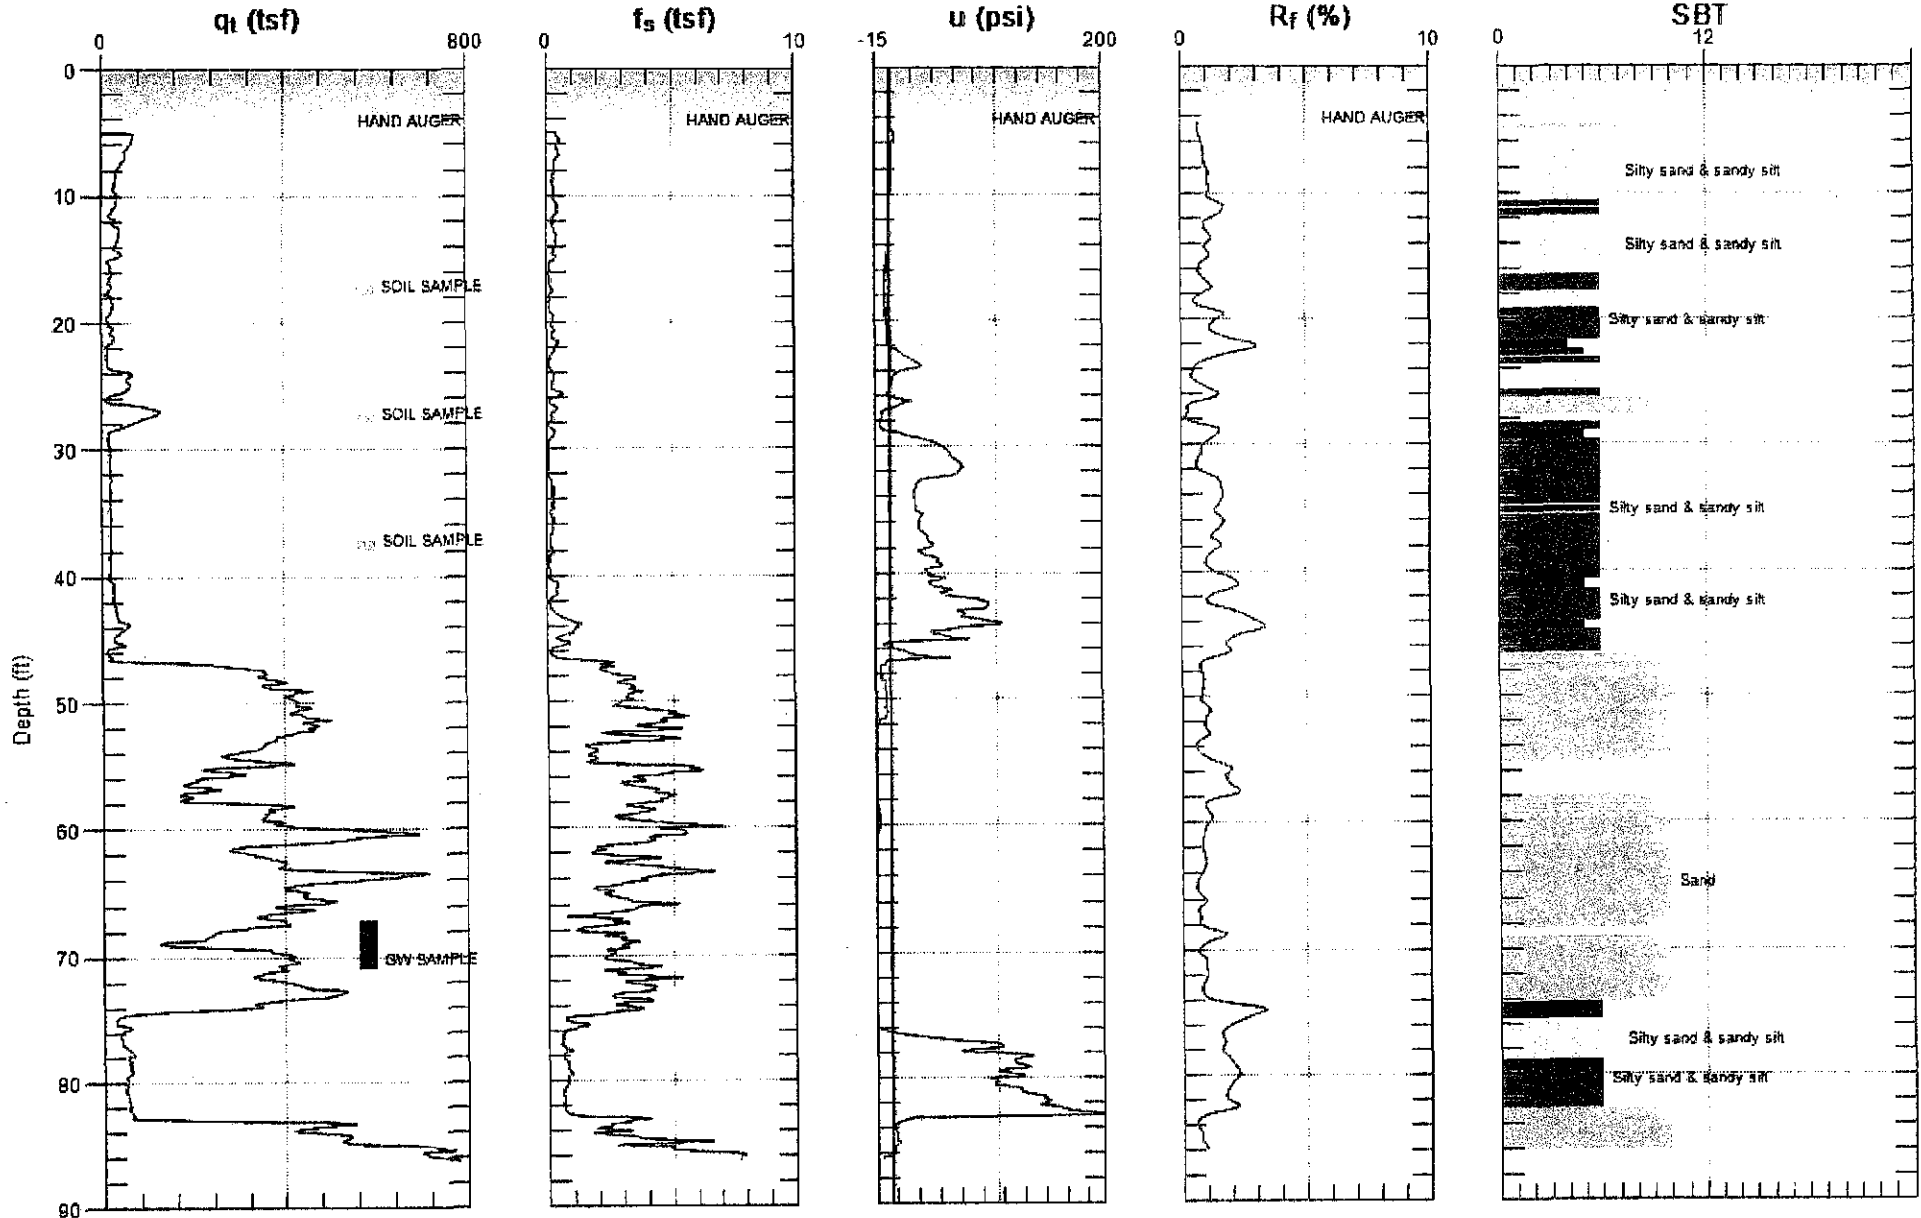 qt (tsf)
fs (tsf)
u (psi)
Rf (%)
SBT
0 800
0 10
-15 200
0 10
0 12
0
HAND AUGER
HAND AUGER
HAND AUGER
HAND AUGER
Silty sand & sandy silt
10
Silty sand & sandy silt
SOIL SAMPLE
20
Silty sand & sandy silt
SOIL SAMPLE
30
Silty sand & sandy silt
SOIL SAMPLE
40
Silty sand & sandy silt
Depth (ft)
50
60
Sand
70
GW SAMPLE
Silty sand & sandy silt
80
Silty sand & sandy silt
90